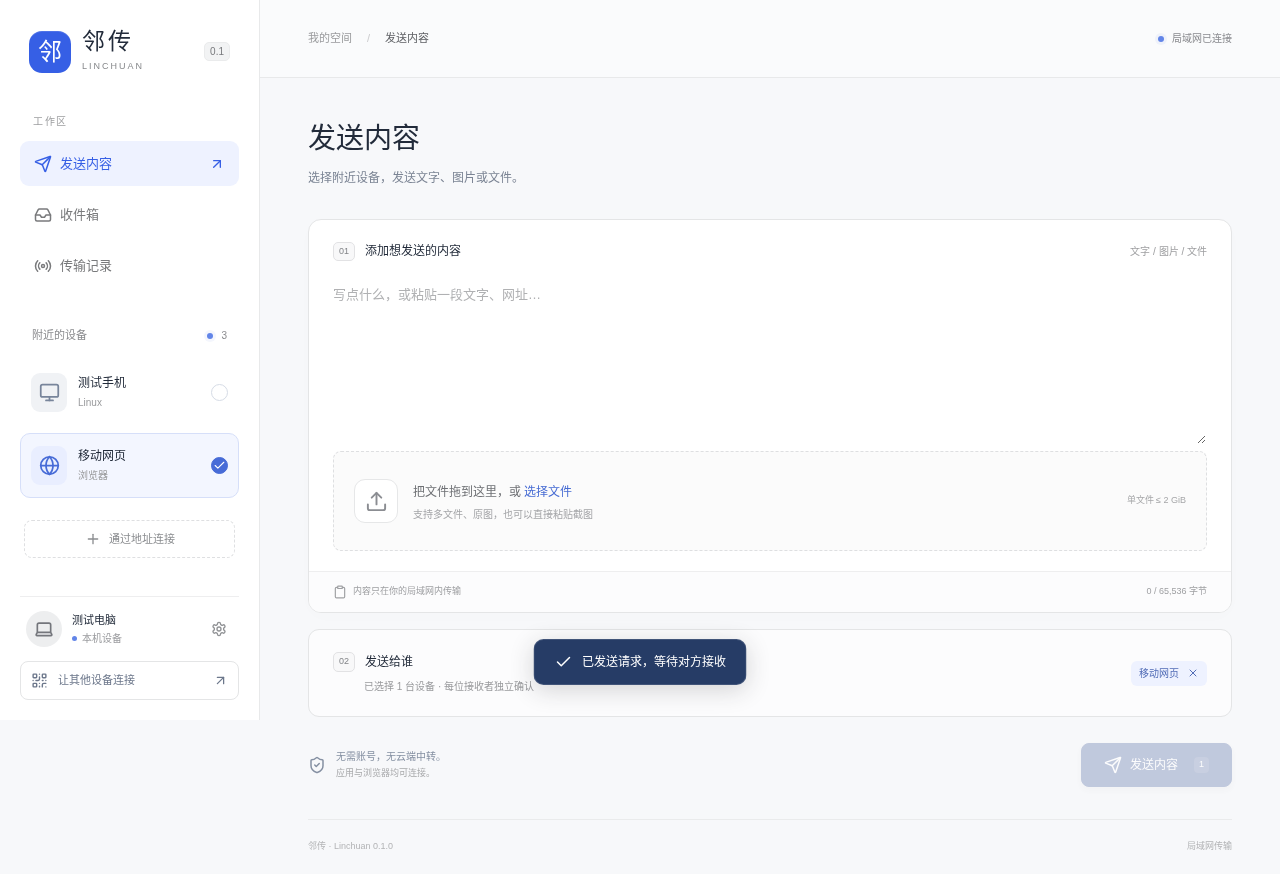 邻
邻传
LINCHUAN
0.1
工作区
发送内容
收件箱
传输记录
附近的设备
3
测试手机
Linux
移动网页
浏览器
通过地址连接
测试电脑
本机设备
让其他设备连接
我的空间 / 发送内容
局域网已连接
发送内容
选择附近设备，发送文字、图片或文件。
01 添加想发送的内容
文字 / 图片 / 文件
写点什么，或粘贴一段文字、网址…
把文件拖到这里，或 选择文件
支持多文件、原图，也可以直接粘贴截图
单文件 ≤ 2 GiB
内容只在你的局域网内传输
0 / 65,536 字节
02 发送给谁
已选择 1 台设备 · 每位接收者独立确认
已发送请求，等待对方接收
移动网页
无需账号，无云端中转。
应用与浏览器均可连接。
发送内容 1
邻传 · Linchuan 0.1.0
局域网传输